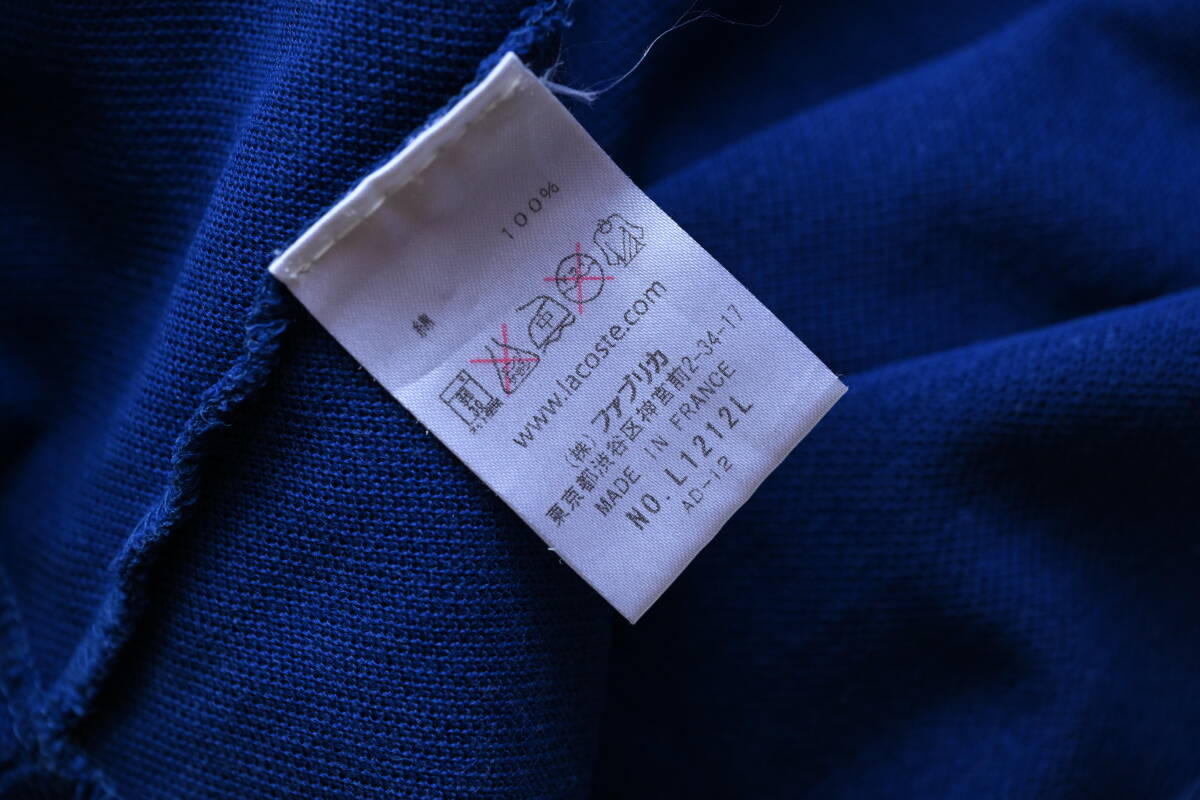 綿 100%
www.lacoste.com
(株)ファブリカ
東京都渋谷区神宮前2-34-17
MADE IN FRANCE
NO. L1212L
AD-12